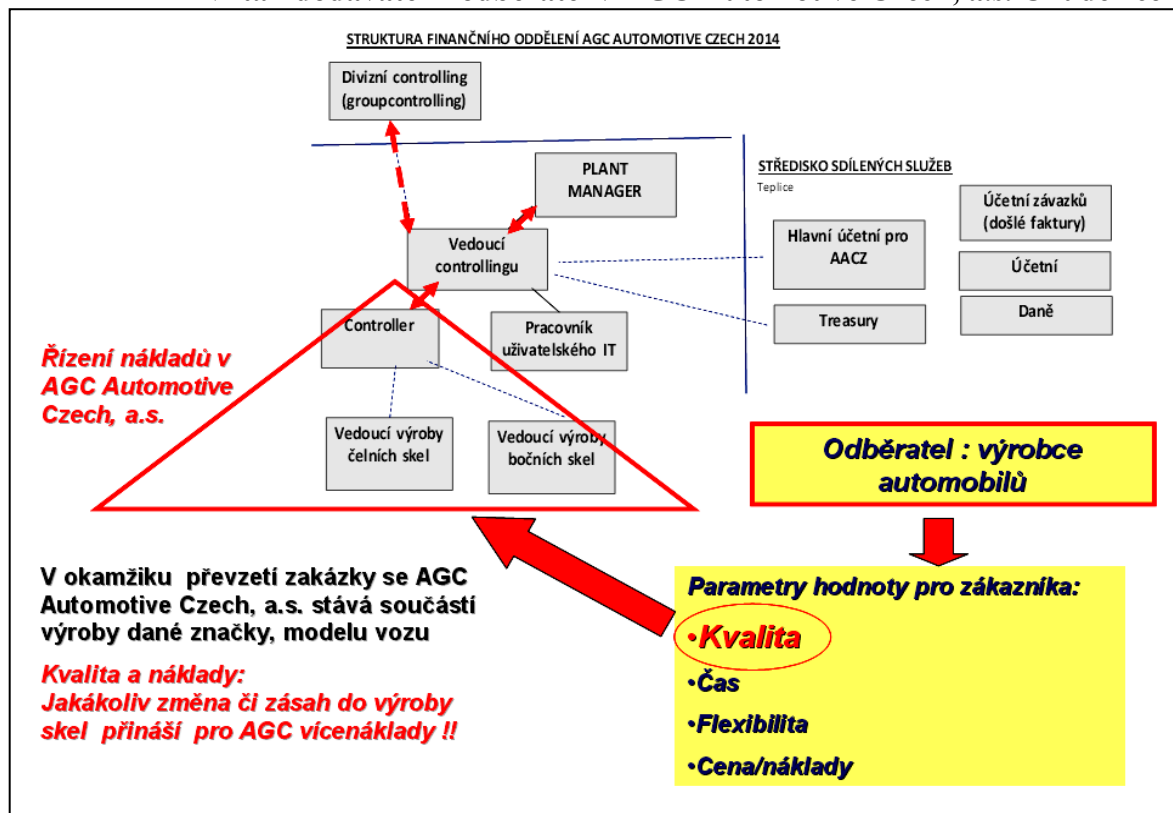 STRUKTURA FINANČNÍHO ODDĚLENÍ AGC AUTOMOTIVE CZECH 2014
Divizní controlling
(groupcontrolling)
PLANT
MANAGER
STŘEDISKO SDÍLENÝCH SLUŽEB
Teplice
Účetní závazků
(došlé faktury)
Hlavní účetní pro
AACZ
Účetní
Vedoucí
controllingu
Treasury
Daně
Controller
Pracovník
uživatelského IT
Řízení nákladů v
AGC Automotive
Czech, a.s.
Vedoucí výroby
čelních skel
Vedoucí výroby
bočních skel
Odběratel : výrobce
automobilů
V okamžiku převzetí zakázky se AGC
Automotive Czech, a.s. stává součástí
výroby dané značky, modelu vozu
Kvalita a náklady:
Jakákoliv změna či zásah do výroby
skel přináší pro AGC vícenáklady !!
Parametry hodnoty pro zákazníka:
•Kvalita
•Čas
•Flexibilita
•Cena/náklady